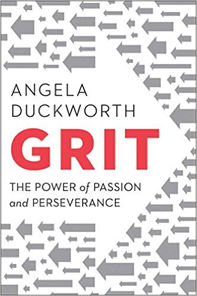 ANGELA
DUCKWORTH
GRIT
THE POWER of PASSION
and PERSEVERANCE